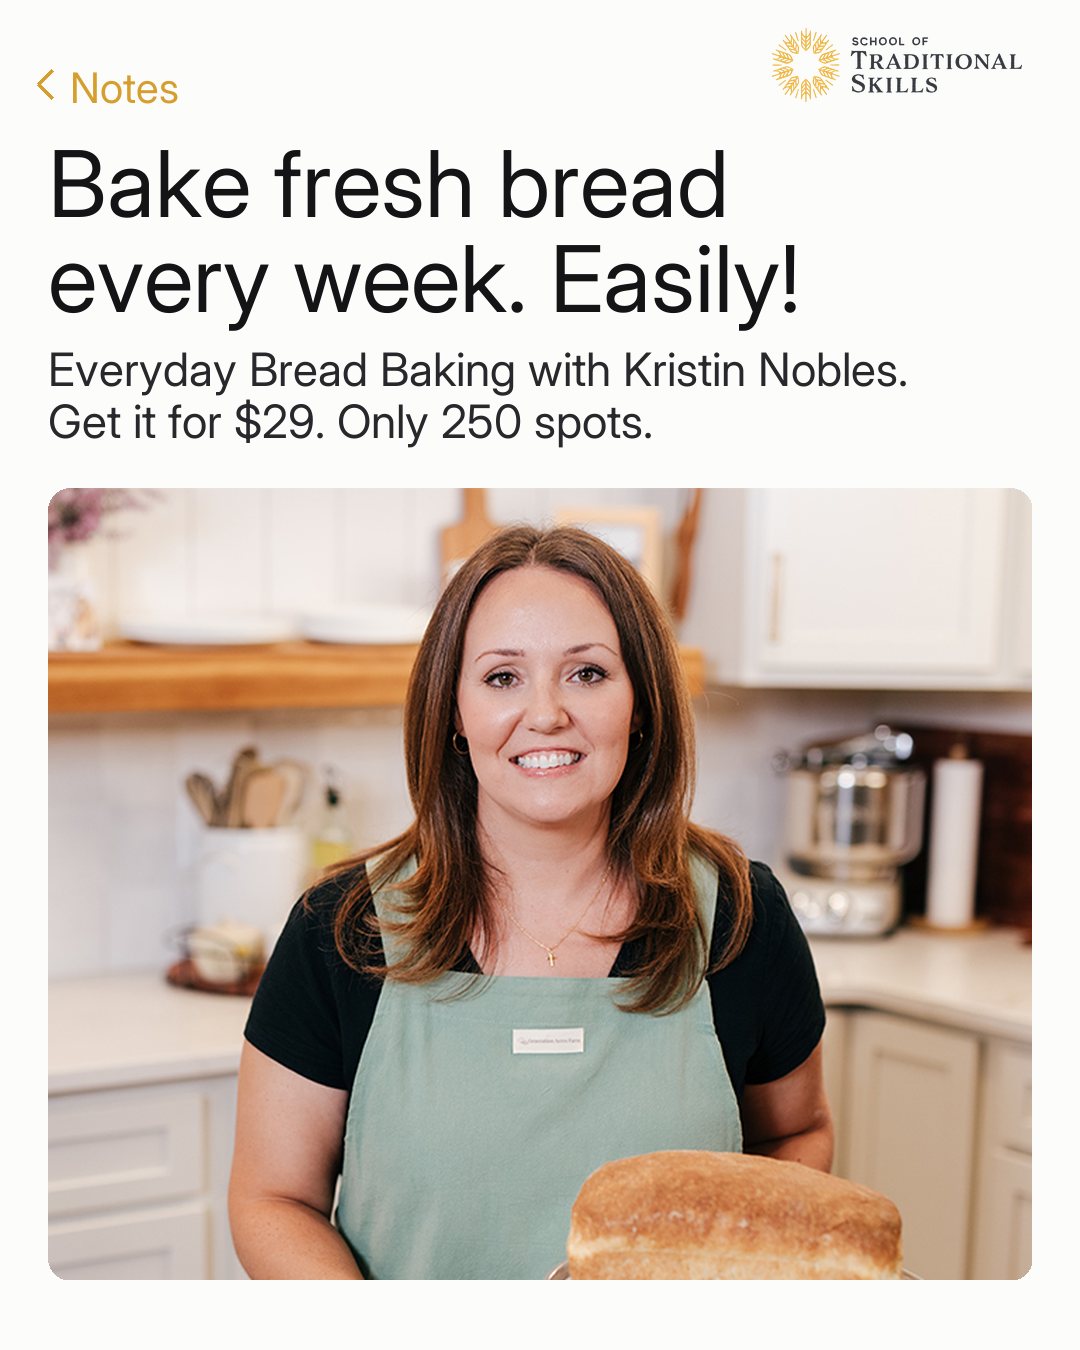 SCHOOL OF
TRADITIONAL
SKILLS
Notes
Bake fresh bread
every week. Easily!
Everyday Bread Baking with Kristin Nobles.
Get it for $29. Only 250 spots.